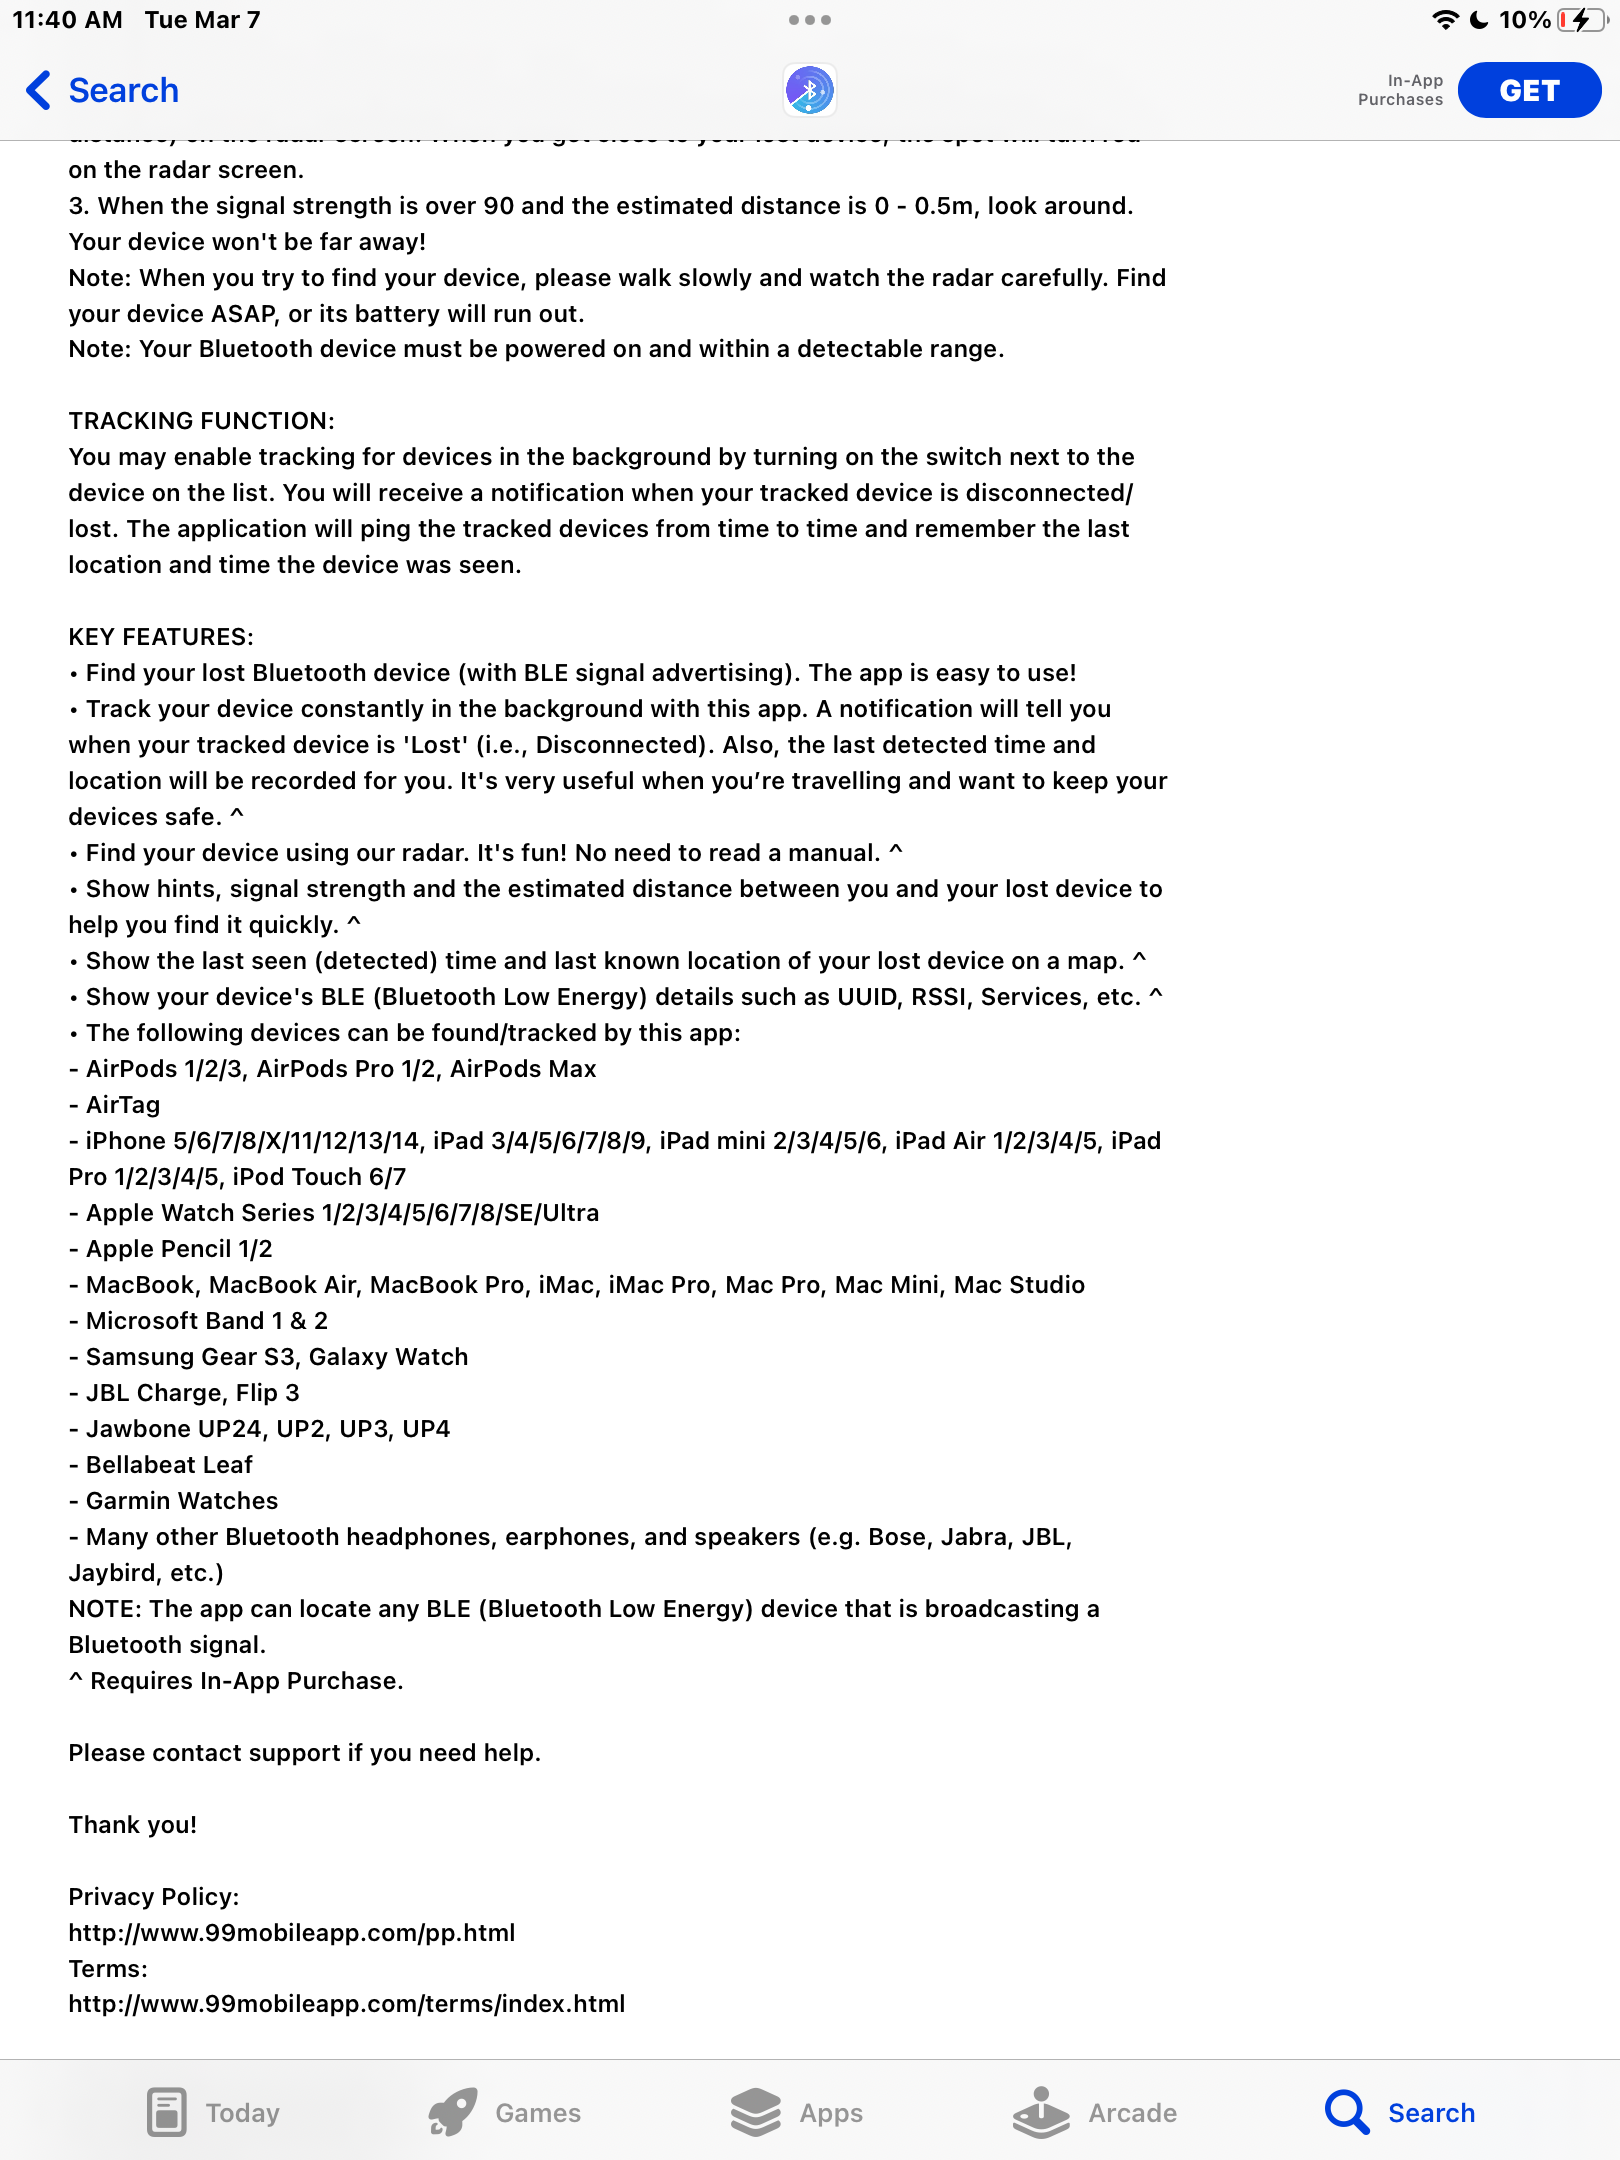 11:40 AM Tue Mar 7
10%
Search
In-App
Purchases
GET
distance) on the radar screen. When you get close to your lost device, the spot will turn red
on the radar screen.
3. When the signal strength is over 90 and the estimated distance is 0 - 0.5m, look around.
Your device won't be far away!
Note: When you try to find your device, please walk slowly and watch the radar carefully. Find
your device ASAP, or its battery will run out.
Note: Your Bluetooth device must be powered on and within a detectable range.
TRACKING FUNCTION:
You may enable tracking for devices in the background by turning on the switch next to the
device on the list. You will receive a notification when your tracked device is disconnected/
lost. The application will ping the tracked devices from time to time and remember the last
location and time the device was seen.
KEY FEATURES:
• Find your lost Bluetooth device (with BLE signal advertising). The app is easy to use!
• Track your device constantly in the background with this app. A notification will tell you
when your tracked device is 'Lost' (i.e., Disconnected). Also, the last detected time and
location will be recorded for you. It's very useful when you’re travelling and want to keep your
devices safe. ^
• Find your device using our radar. It's fun! No need to read a manual. ^
• Show hints, signal strength and the estimated distance between you and your lost device to
help you find it quickly. ^
• Show the last seen (detected) time and last known location of your lost device on a map. ^
• Show your device's BLE (Bluetooth Low Energy) details such as UUID, RSSI, Services, etc. ^
• The following devices can be found/tracked by this app:
- AirPods 1/2/3, AirPods Pro 1/2, AirPods Max
- AirTag
- iPhone 5/6/7/8/X/11/12/13/14, iPad 3/4/5/6/7/8/9, iPad mini 2/3/4/5/6, iPad Air 1/2/3/4/5, iPad
Pro 1/2/3/4/5, iPod Touch 6/7
- Apple Watch Series 1/2/3/4/5/6/7/8/SE/Ultra
- Apple Pencil 1/2
- MacBook, MacBook Air, MacBook Pro, iMac, iMac Pro, Mac Pro, Mac Mini, Mac Studio
- Microsoft Band 1 & 2
- Samsung Gear S3, Galaxy Watch
- JBL Charge, Flip 3
- Jawbone UP24, UP2, UP3, UP4
- Bellabeat Leaf
- Garmin Watches
- Many other Bluetooth headphones, earphones, and speakers (e.g. Bose, Jabra, JBL,
Jaybird, etc.)
NOTE: The app can locate any BLE (Bluetooth Low Energy) device that is broadcasting a
Bluetooth signal.
^ Requires In-App Purchase.
Please contact support if you need help.
Thank you!
Privacy Policy:
http://www.99mobileapp.com/pp.html
Terms:
http://www.99mobileapp.com/terms/index.html
Today
Games
Apps
Arcade
Search